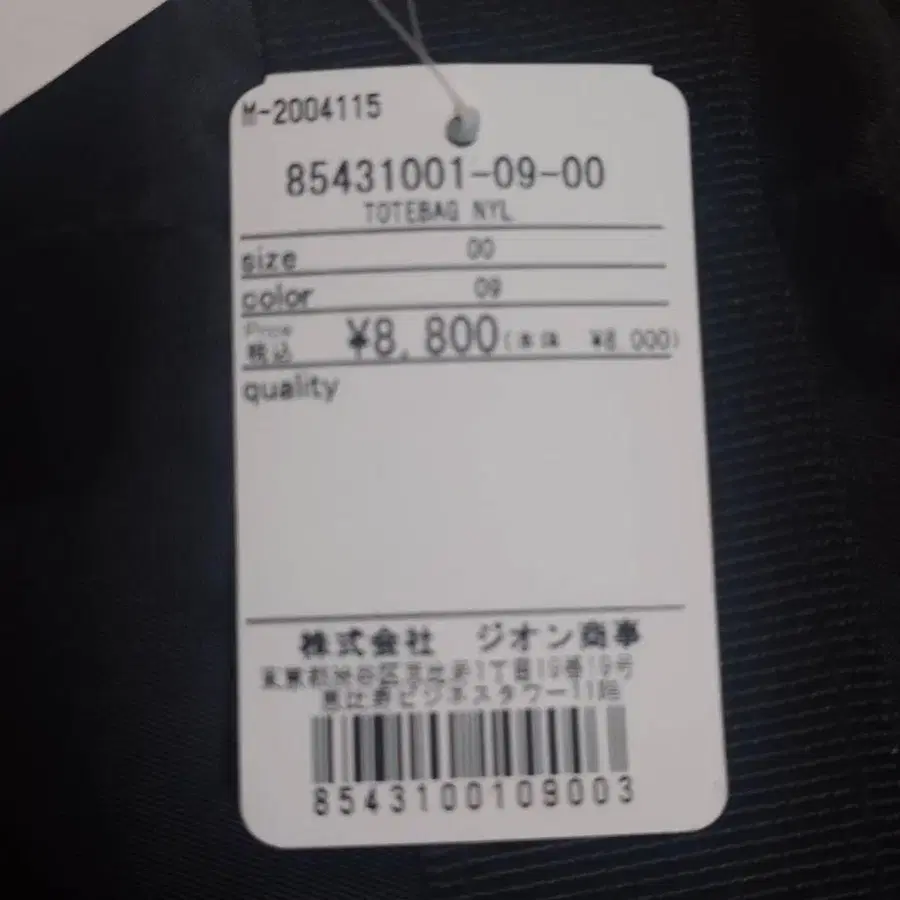 M-2004115
85431001-09-00
TOTEBAG NYL
size 00
color 09
Price
税込 ¥8,800(本体 ¥8,000)
quality
株式会社 ジオン商事
東京都渋谷区恵比寿1丁目19番19号
恵比寿ビジネスタワー11階
8543100109003